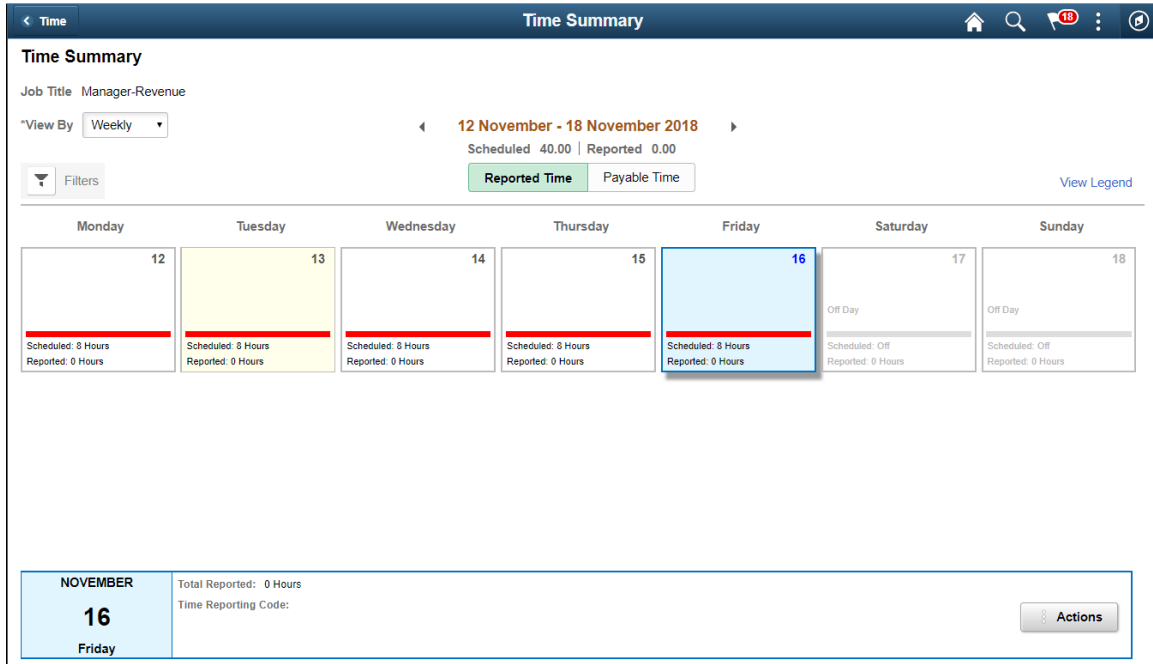 Time
Time Summary
18
Time Summary
Job Title Manager-Revenue
*View By Weekly
12 November - 18 November 2018
Scheduled 40.00 | Reported 0.00
Filters
Reported Time Payable Time
View Legend
Monday Tuesday Wednesday Thursday Friday Saturday Sunday
12 13 14 15 16 17 18
Off Day Off Day
Scheduled: 8 Hours Scheduled: 8 Hours Scheduled: 8 Hours Scheduled: 8 Hours Scheduled: 8 Hours Scheduled: Off Scheduled: Off
Reported: 0 Hours Reported: 0 Hours Reported: 0 Hours Reported: 0 Hours Reported: 0 Hours Reported: 0 Hours Reported: 0 Hours
NOVEMBER
16
Friday
Total Reported: 0 Hours
Time Reporting Code:
Actions